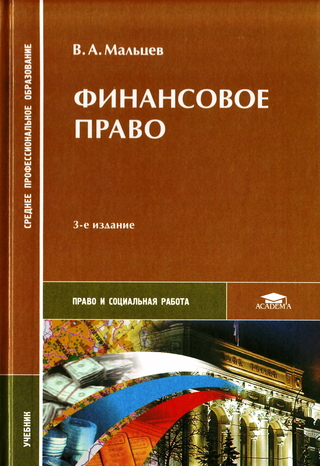 В. А. Мальцев
ФИНАНСОВОЕ
ПРАВО
3-е издание
ПРАВО И СОЦИАЛЬНАЯ РАБОТА
ACADEMA
СРЕДНЕЕ ПРОФЕССИОНАЛЬНОЕ ОБРАЗОВАНИЕ
УЧЕБНИК